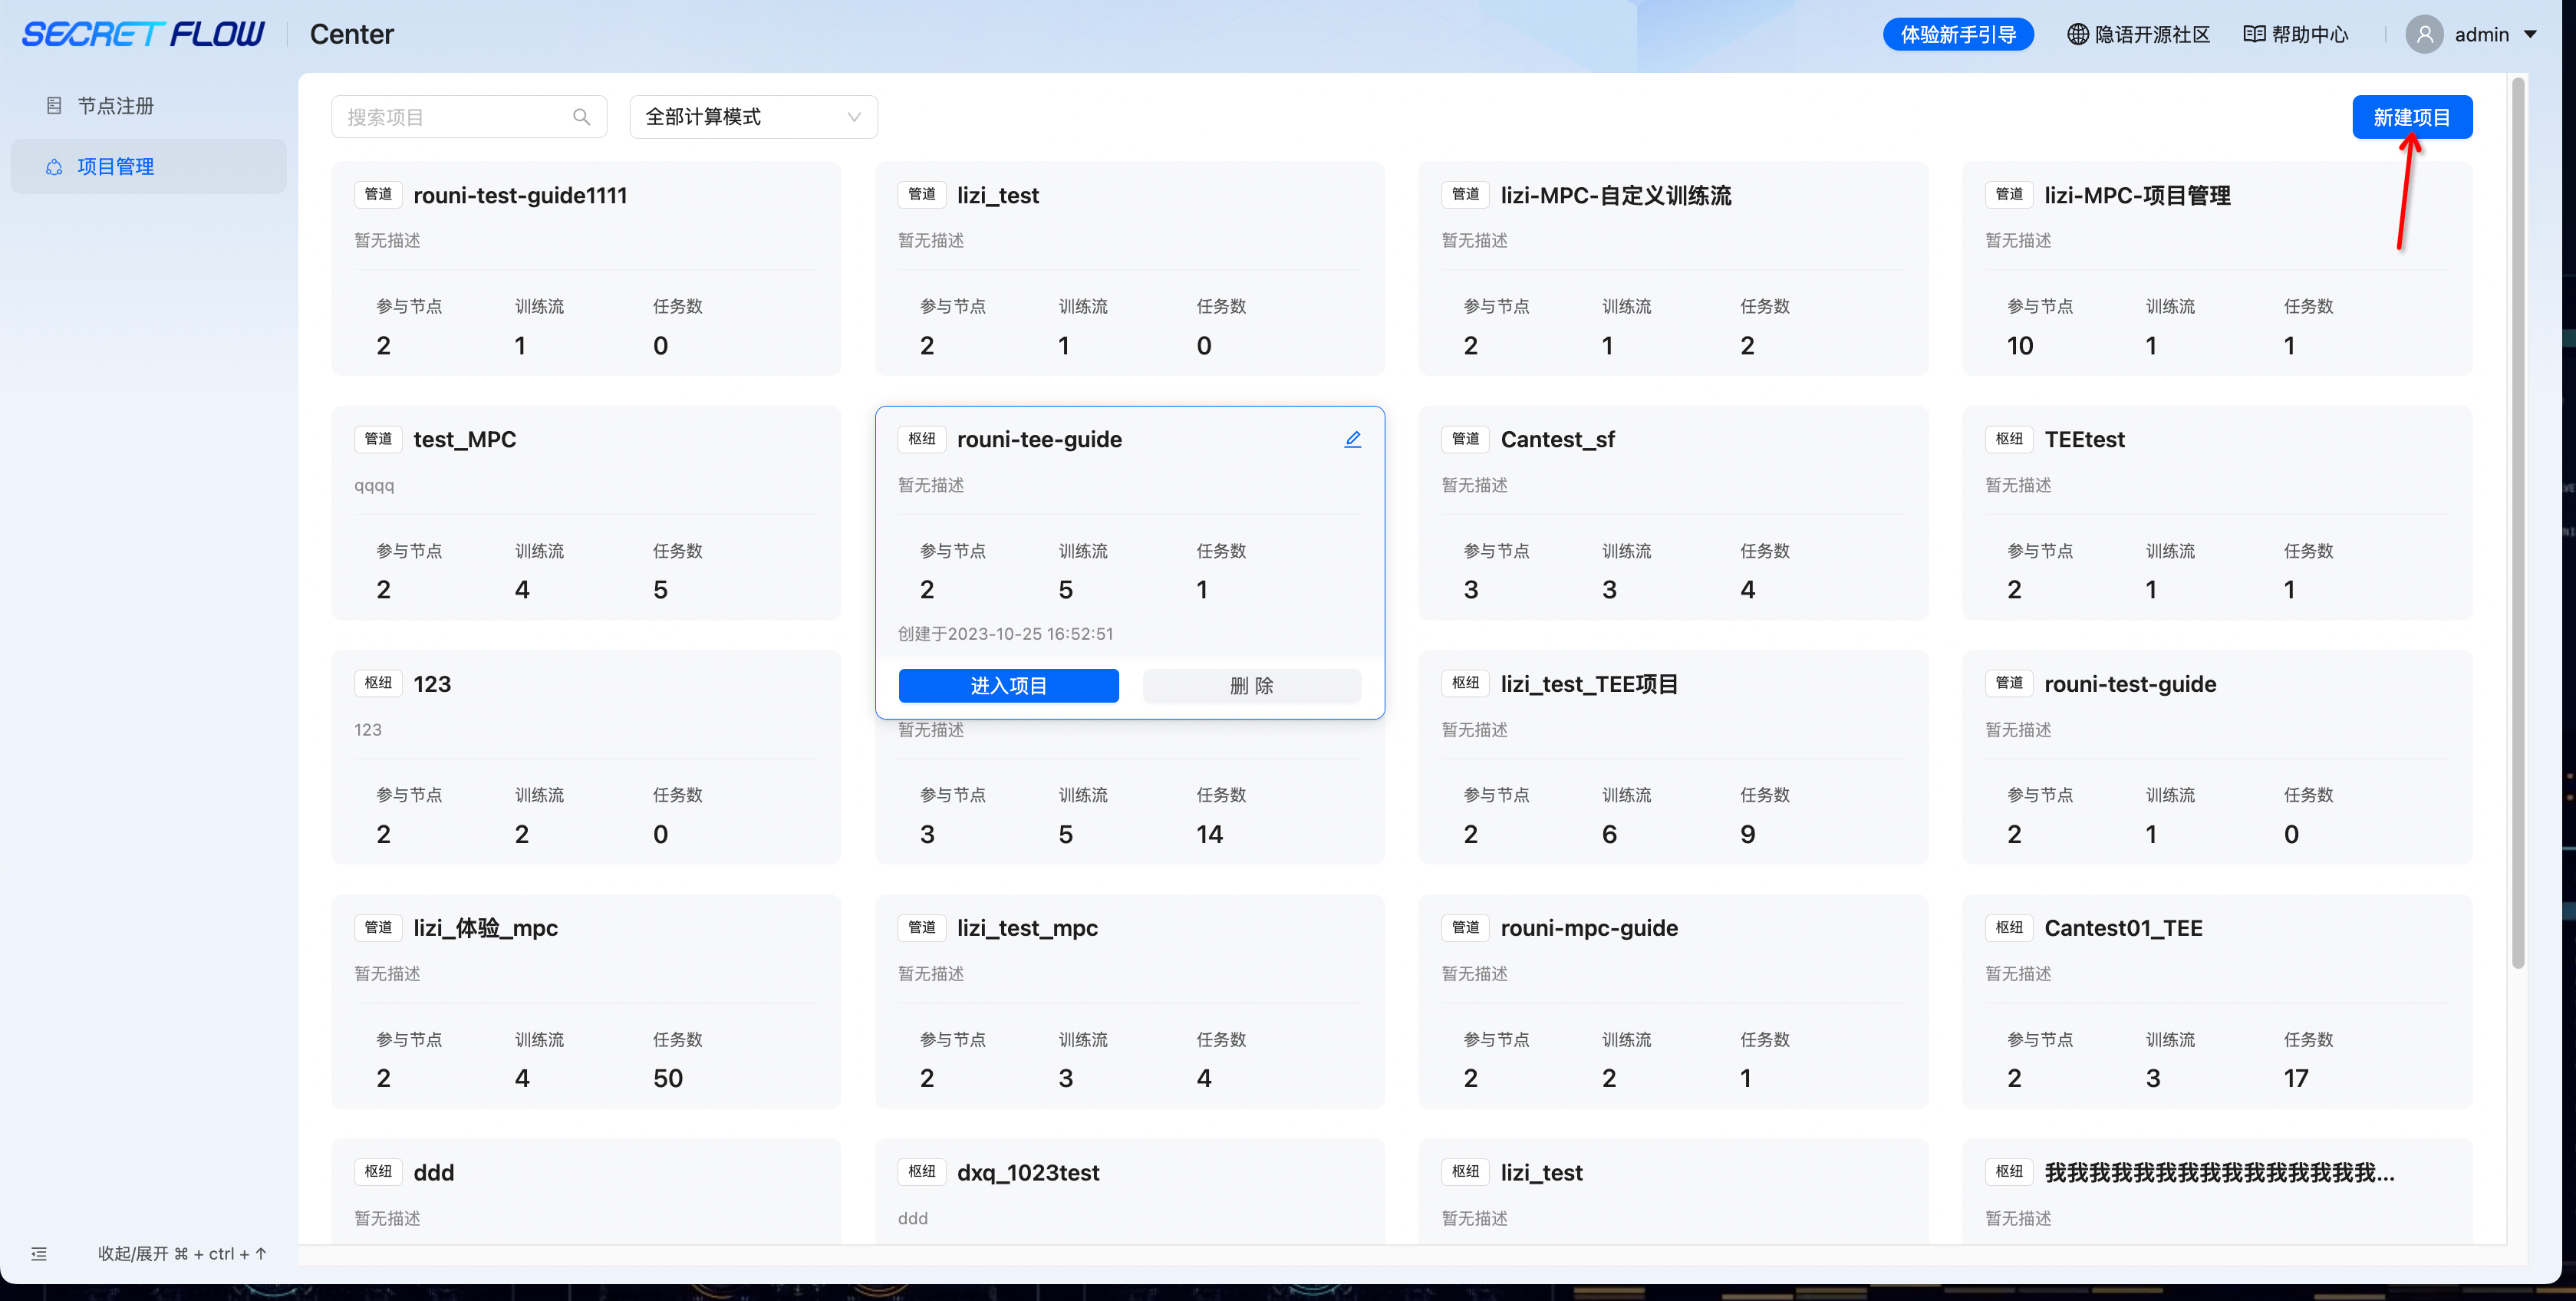 SECRET FLOW
Center
体验新手引导
隐语开源社区
帮助中心
admin
节点注册
项目管理
搜索项目
全部计算模式
新建项目
管道 rouni-test-guide1111
暂无描述
参与节点 训练流 任务数
2 1 0
管道 lizi_test
暂无描述
参与节点 训练流 任务数
2 1 0
管道 lizi-MPC-自定义训练流
暂无描述
参与节点 训练流 任务数
2 1 2
管道 lizi-MPC-项目管理
暂无描述
参与节点 训练流 任务数
10 1 1
管道 test_MPC
qqqq
参与节点 训练流 任务数
2 4 5
枢纽 rouni-tee-guide
暂无描述
参与节点 训练流 任务数
2 5 1
创建于2023-10-25 16:52:51
进入项目 删 除
管道 Cantest_sf
暂无描述
参与节点 训练流 任务数
3 3 4
枢纽 TEEtest
暂无描述
参与节点 训练流 任务数
2 1 1
枢纽 123
123
参与节点 训练流 任务数
2 2 0
暂无描述
参与节点 训练流 任务数
3 5 14
枢纽 lizi_test_TEE项目
暂无描述
参与节点 训练流 任务数
2 6 9
管道 rouni-test-guide
暂无描述
参与节点 训练流 任务数
2 1 0
管道 lizi_体验_mpc
暂无描述
参与节点 训练流 任务数
2 4 50
管道 lizi_test_mpc
暂无描述
参与节点 训练流 任务数
2 3 4
管道 rouni-mpc-guide
暂无描述
参与节点 训练流 任务数
2 2 1
枢纽 Cantest01_TEE
暂无描述
参与节点 训练流 任务数
2 3 17
枢纽 ddd
暂无描述
枢纽 dxq_1023test
ddd
枢纽 lizi_test
暂无描述
枢纽 我我我我我我我我我我我我我我我...
暂无描述
收起/展开 ⌘ + ctrl + ↑